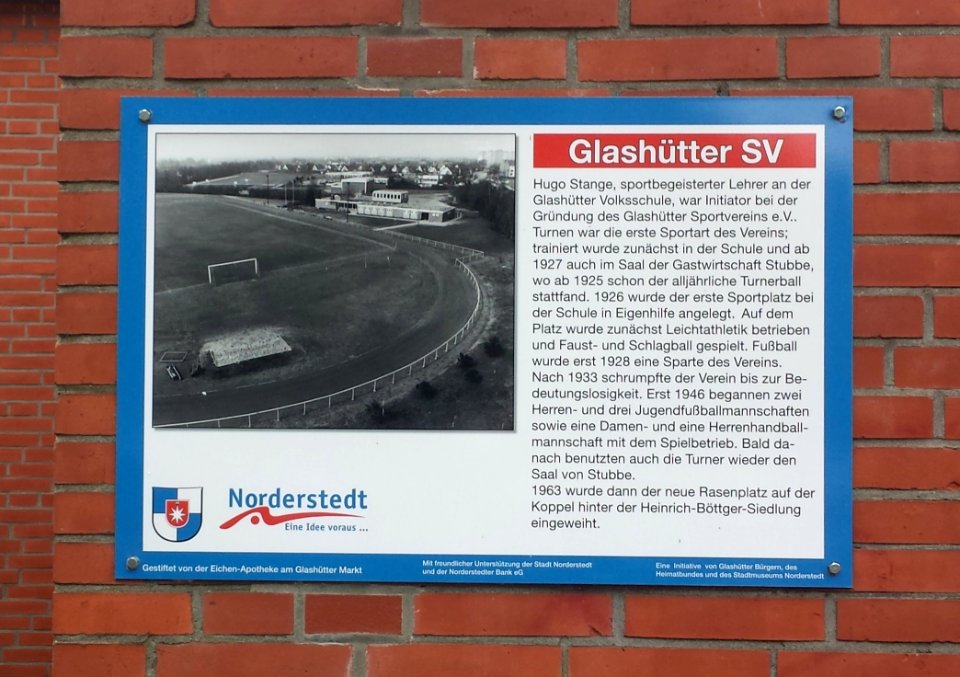 Glashütter SV
Hugo Stange, sportbegeisterter Lehrer an der
Glashütter Volksschule, war Initiator bei der
Gründung des Glashütter Sportvereins e.V..
Turnen war die erste Sportart des Vereins;
trainiert wurde zunächst in der Schule und ab
1927 auch im Saal der Gastwirtschaft Stubbe,
wo ab 1925 schon der alljährliche Turnerball
stattfand. 1926 wurde der erste Sportplatz bei
der Schule in Eigenhilfe angelegt. Auf dem
Platz wurde zunächst Leichtathletik betrieben
und Faust- und Schlagball gespielt. Fußball
wurde erst 1928 eine Sparte des Vereins.
Nach 1933 schrumpfte der Verein bis zur Be-
deutungslosigkeit. Erst 1946 begannen zwei
Herren- und drei Jugendfußballmannschaften
sowie eine Damen- und eine Herrenhandball-
mannschaft mit dem Spielbetrieb. Bald da-
nach benutzten auch die Turner wieder den
Saal von Stubbe.
1963 wurde dann der neue Rasenplatz auf der
Koppel hinter der Heinrich-Böttger-Siedlung
eingeweiht.
Norderstedt
Eine Idee voraus ...
Gestiftet von der Eichen-Apotheke am Glashütter Markt
Mit freundlicher Unterstützung der Stadt Norderstedt
und der Norderstedter Bank eG
Eine Initiative von Glashütter Bürgern, des
Heimatbundes und des Stadtmuseums Norderstedt